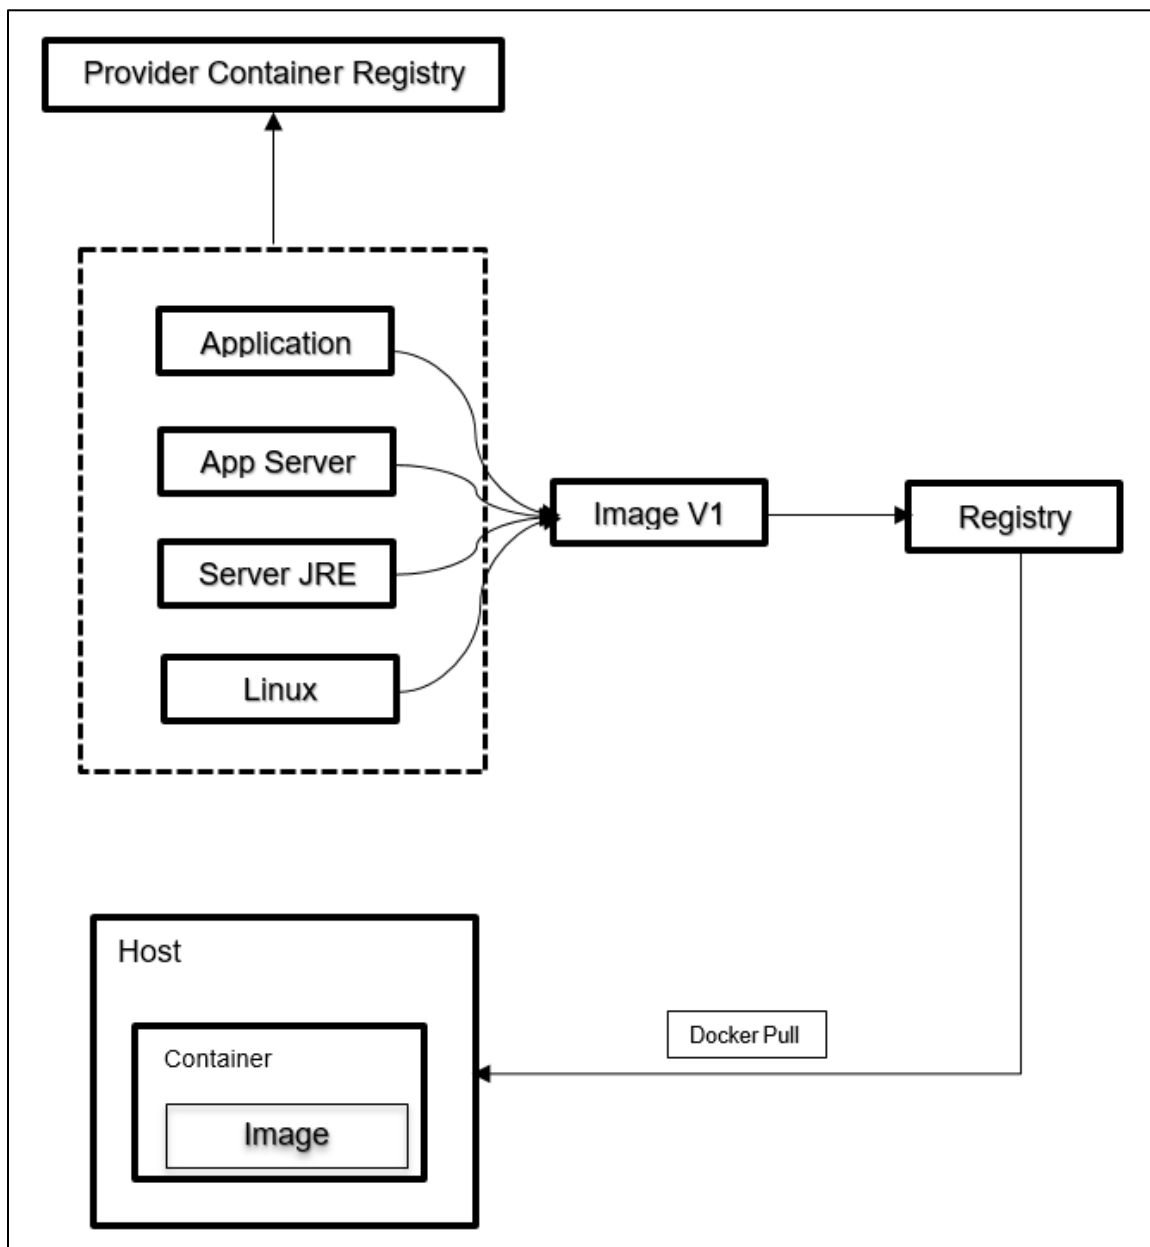 Provider Container Registry
Application
App Server
Server JRE
Linux
Image V1
Registry
Host
Container
Image
Docker Pull